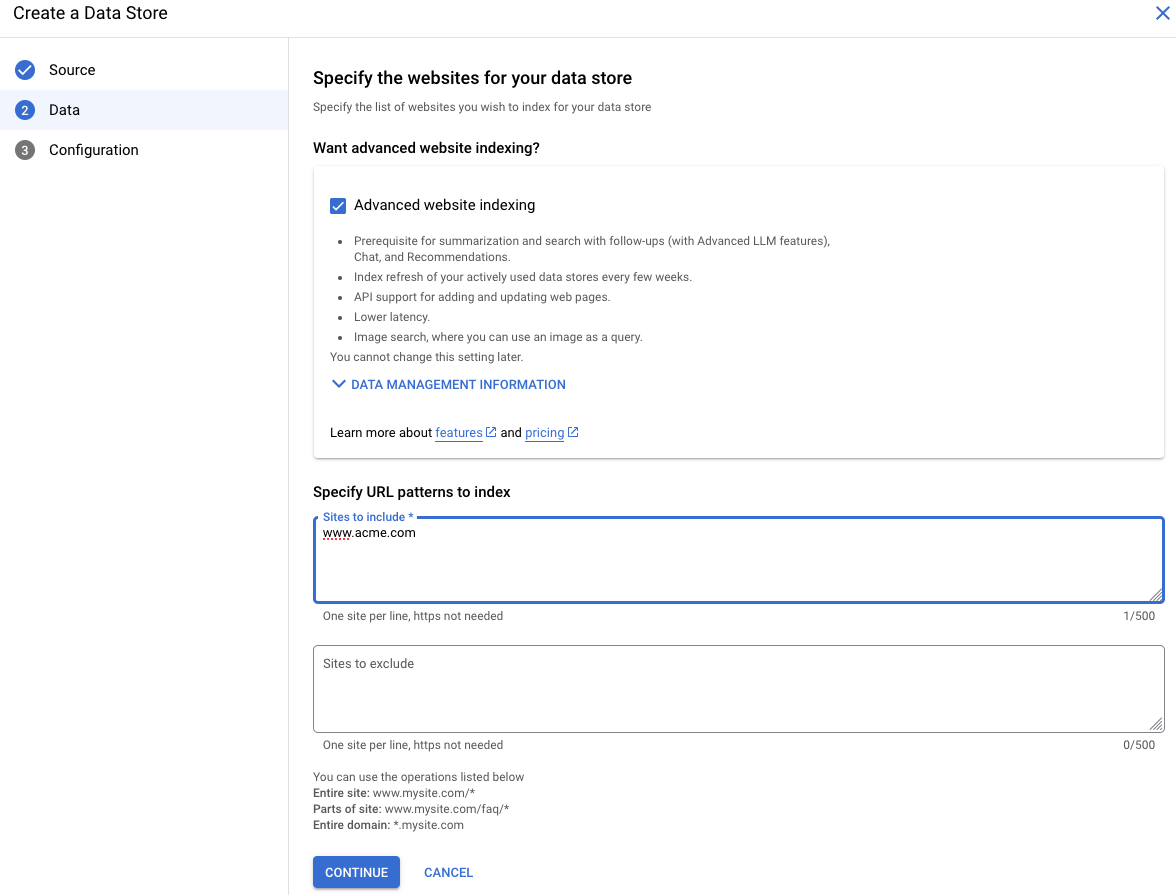 Create a Data Store
Source
2 Data
3 Configuration
Specify the websites for your data store
Specify the list of websites you wish to index for your data store
Want advanced website indexing?
Advanced website indexing
• Prerequisite for summarization and search with follow-ups (with Advanced LLM features),
Chat, and Recommendations.
• Index refresh of your actively used data stores every few weeks.
• API support for adding and updating web pages.
• Lower latency.
• Image search, where you can use an image as a query.
You cannot change this setting later.
DATA MANAGEMENT INFORMATION
Learn more about features and pricing
Specify URL patterns to index
Sites to include *
www.acme.com
One site per line, https not needed 1/500
Sites to exclude
One site per line, https not needed 0/500
You can use the operations listed below
Entire site: www.mysite.com/*
Parts of site: www.mysite.com/faq/*
Entire domain: *.mysite.com
CONTINUE CANCEL